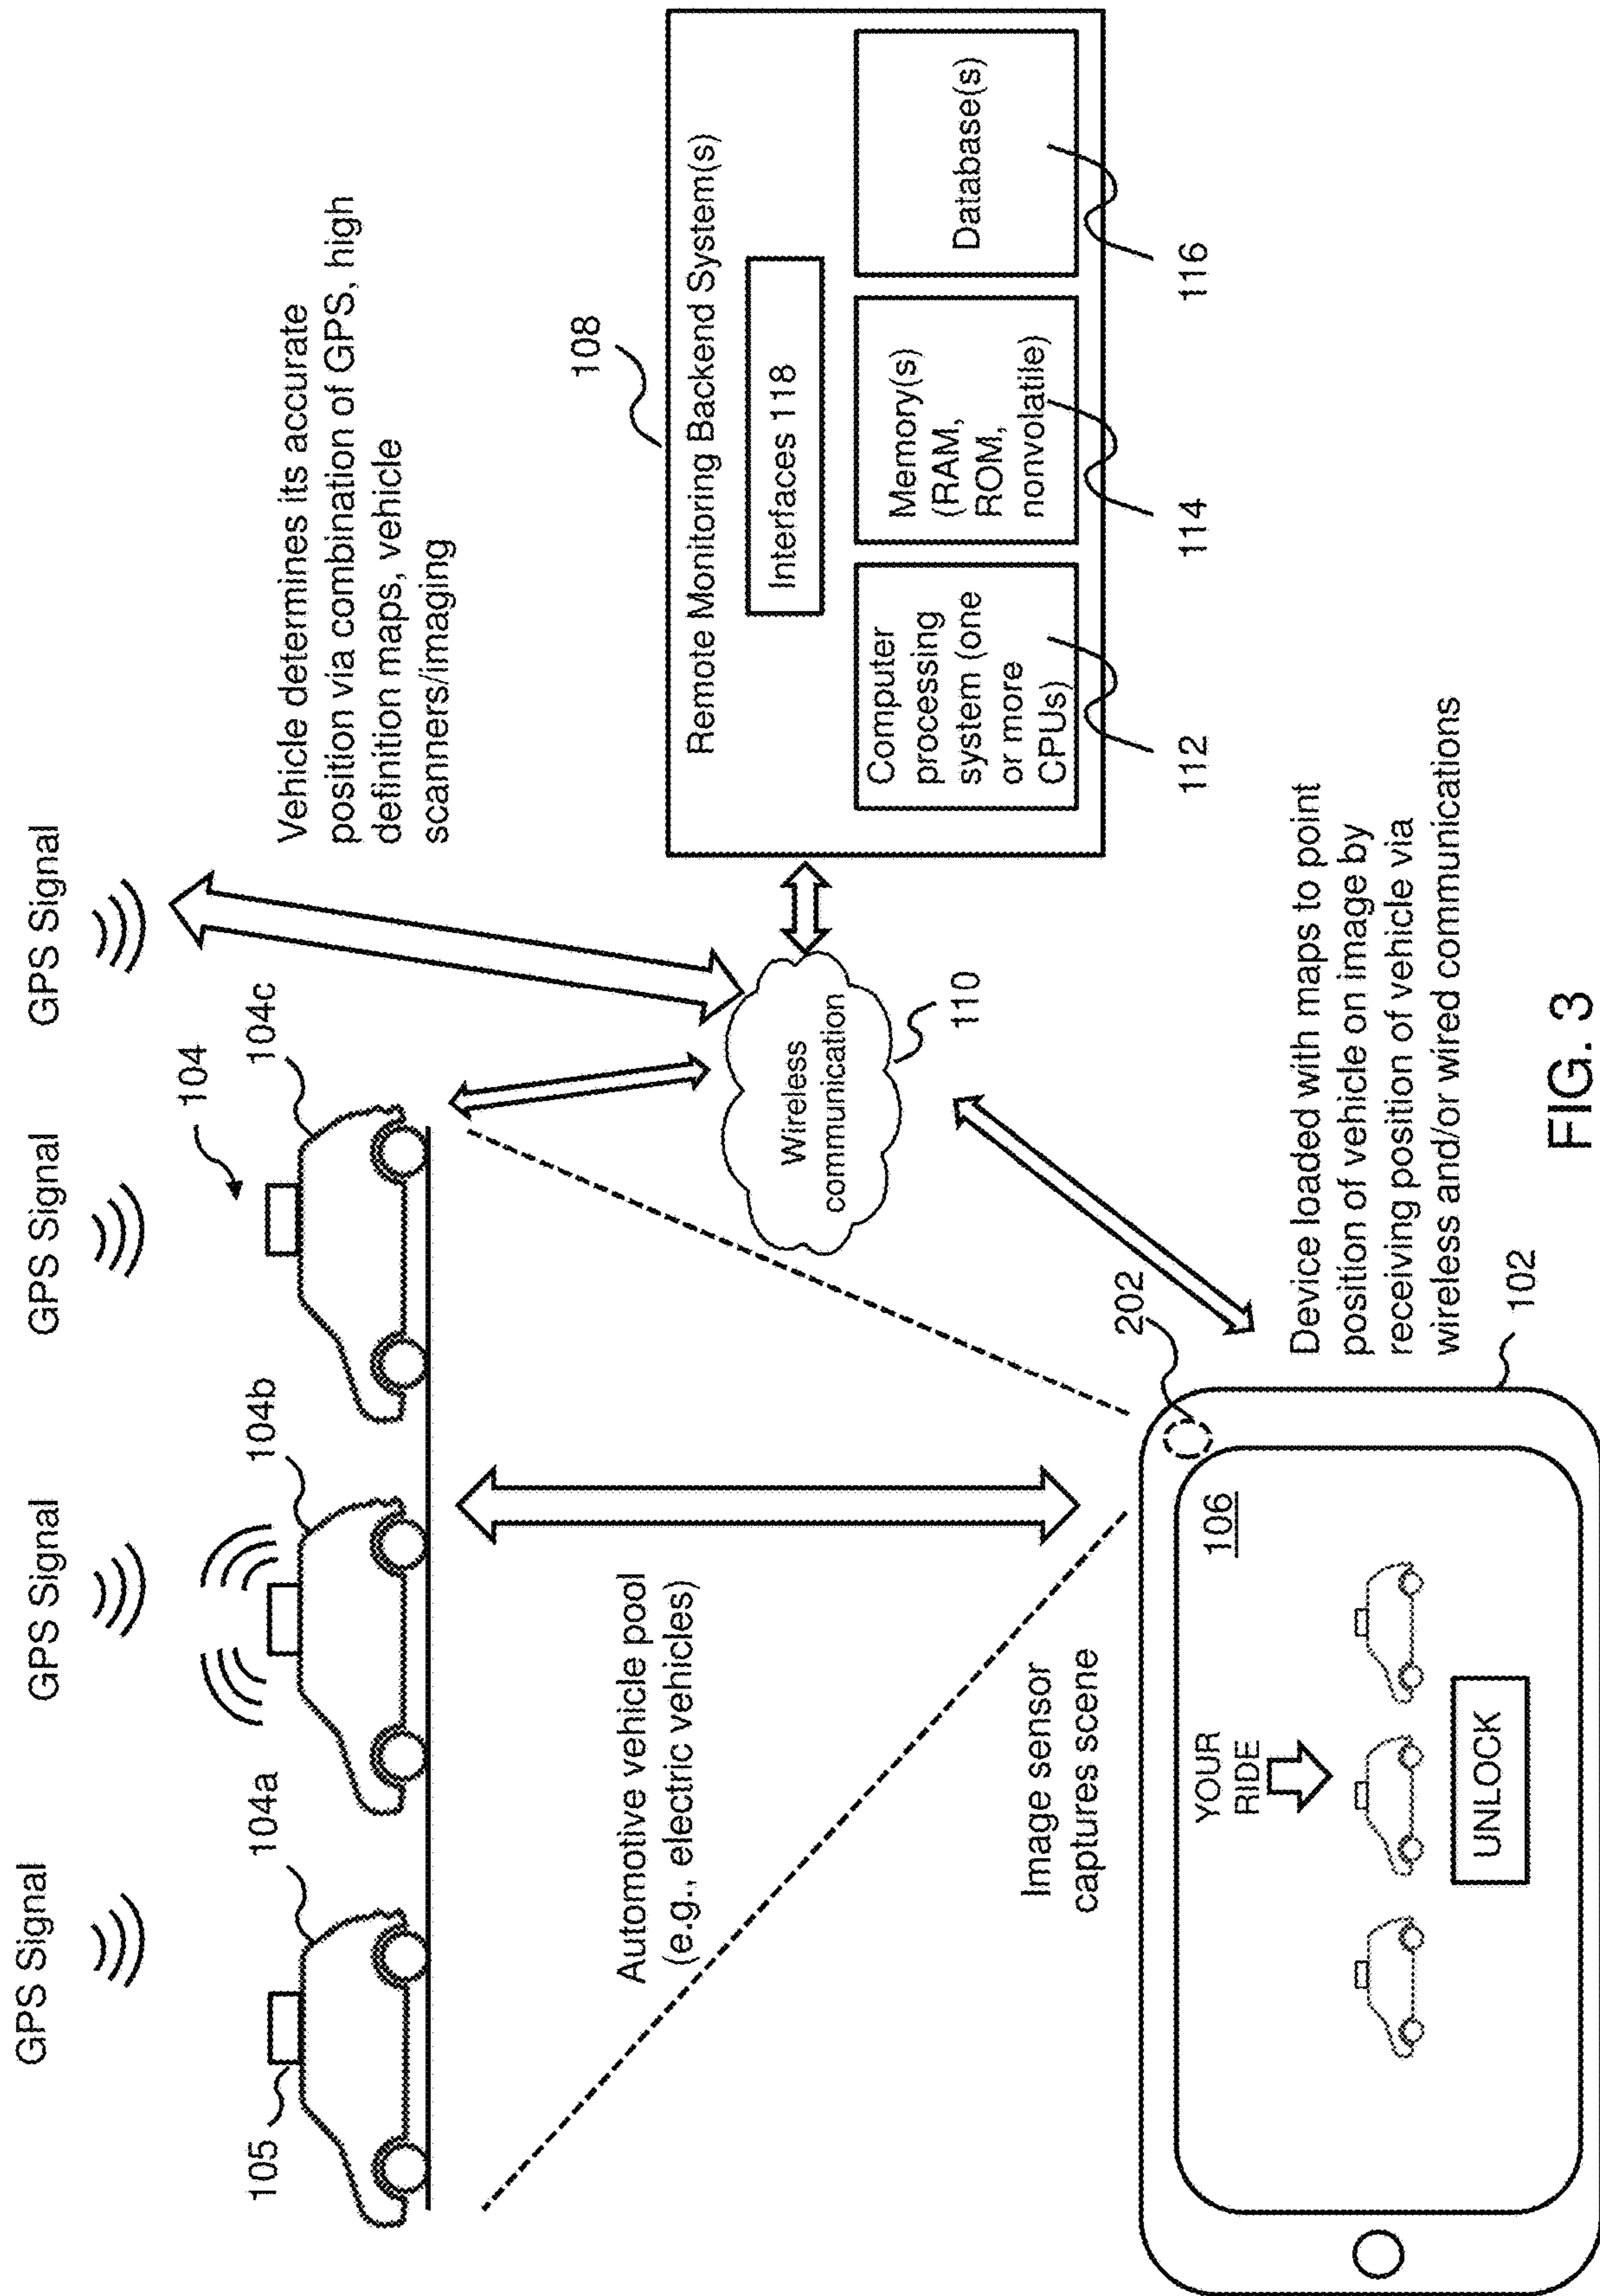 GPS Signal
GPS Signal
GPS Signal
GPS Signal
105
104a
104b
104
104c
Vehicle determines its accurate
position via combination of GPS, high
definition maps, vehicle
scanners/imaging
Automotive vehicle pool
(e.g., electric vehicles)
Wireless
communication
110
108
Remote Monitoring Backend System(s)
Interfaces 118
Computer
processing
system (one
or more
CPUs)
Memory(s)
(RAM,
ROM,
nonvolatile)
Database(s)
112
114
116
Image sensor
captures scene
202
106
YOUR
RIDE
UNLOCK
Device loaded with maps to point
position of vehicle on image by
receiving position of vehicle via
wireless and/or wired communications
102
FIG. 3